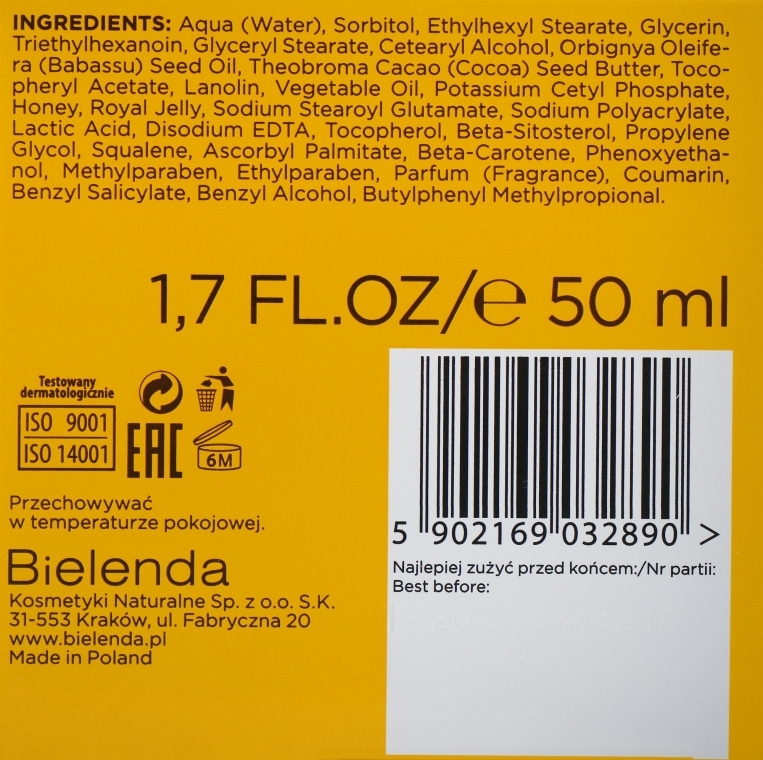 INGREDIENTS: Aqua (Water), Sorbitol, Ethylhexyl Stearate, Glycerin,
Triethylhexanoin, Glyceryl Stearate, Cetearyl Alcohol, Orbignya Oleife-
ra (Babassu) Seed Oil, Theobroma Cacao (Cocoa) Seed Butter, Toco-
pheryl Acetate, Lanolin, Vegetable Oil, Potassium Cetyl Phosphate,
Honey, Royal Jelly, Sodium Stearoyl Glutamate, Sodium Polyacrylate,
Lactic Acid, Disodium EDTA, Tocopherol, Beta-Sitosterol, Propylene
Glycol, Squalene, Ascorbyl Palmitate, Beta-Carotene, Phenoxyetha-
nol, Methylparaben, Ethylparaben, Parfum (Fragrance), Coumarin,
Benzyl Salicylate, Benzyl Alcohol, Butylphenyl Methylpropional.
1,7 FL.OZ/e 50 ml
Testowany
dermatologicznie
ISO 9001
ISO 14001
EAC
6M
Przechowywać
w temperaturze pokojowej.
Bielenda
Kosmetyki Naturalne Sp. z o.o. S.K.
31-553 Kraków, ul. Fabryczna 20
www.bielenda.pl
Made in Poland
5 902169 032890 >
Najlepiej zużyć przed końcem:/Nr partii:
Best before: